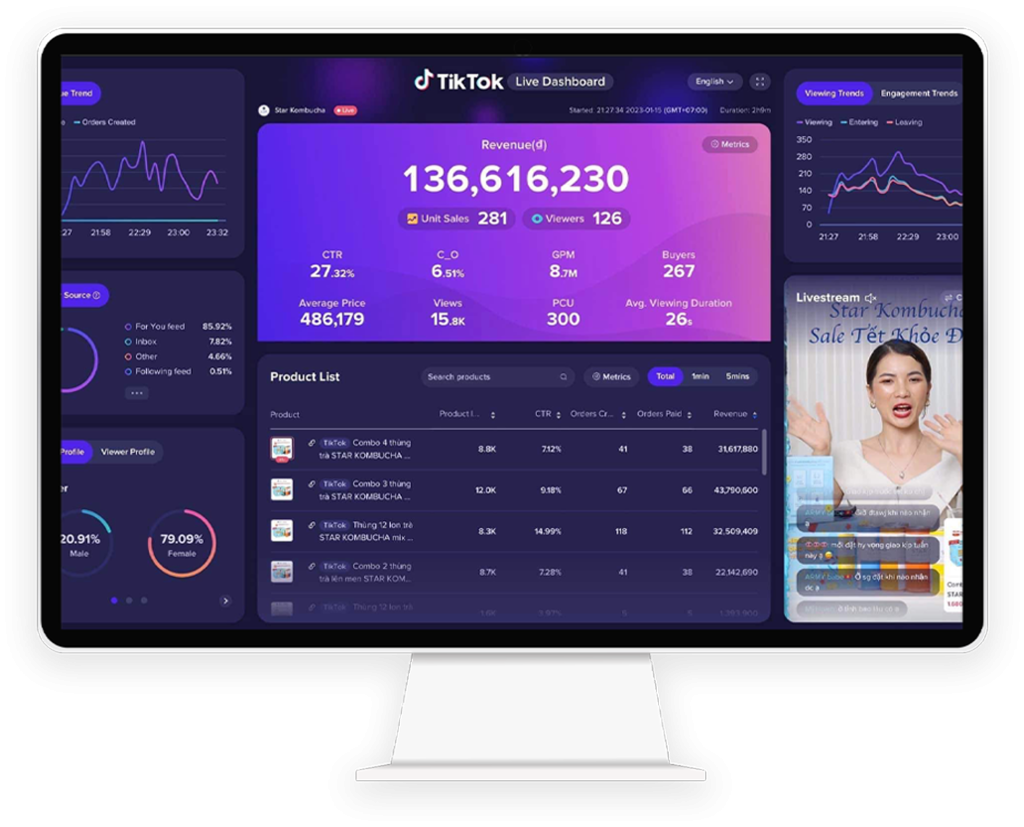 TikTok Live Dashboard
English
Star Kombucha Live
Started: 21:27:34 2023-01-15 (GMT+07:00) Duration: 2h9m
ue Trend
Orders Created
:27 21:58 22:29 23:00 23:32
Source
For You feed 85.92%
Inbox 7.82%
Other 4.66%
Following feed 0.51%
Profile Viewer Profile
er
20.91%
Male
79.09%
Female
Revenue(đ)
Metrics
136,616,230
Unit Sales 281 Viewers 126
CTR C_O GPM Buyers
27.32% 6.51% 8.7M 267
Average Price Views PCU Avg. Viewing Duration
486,179 15.8K 300 26s
Product List
Search products
Metrics
Total 1min 5mins
Product Product I... CTR Orders Cr... Orders Paid Revenue
TikTok Combo 4 thùng
trà STAR KOMBUCHA ...
8.8K 7.12% 41 38 31,617,880
TikTok Combo 3 thùng
trà STAR KOMBUCHA ...
12.0K 9.18% 67 66 43,790,600
TikTok Thùng 12 lon trà
STAR KOMBUCHA mix ...
8.3K 14.99% 118 112 32,509,409
TikTok Combo 2 thùng
trà lên men STAR KOM...
8.7K 7.28% 41 38 22,142,690
TikTok Thùng 12 lon trà
1.6K 3.97% 5 5 1,393,900
Viewing Trends Engagement Trends
Viewing Entering Leaving
350
280
210
140
70
0
21:27 21:58 22:29 23:00
Livestream
Star Kombucha
Sale Tết Khỏe Đ
mới đặt hy vọng giao kịp tuần
này ạ
Ở sg đặt khi nào nhận
dc ạ